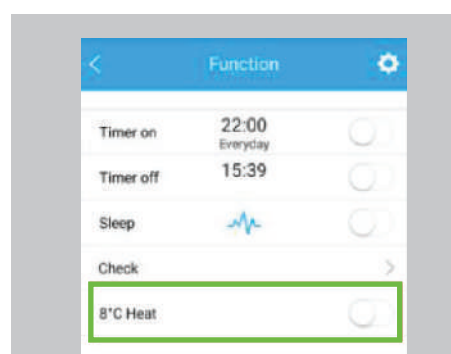 Function
Timer on 22:00
Everyday
Timer off 15:39
Sleep
Check
8°C Heat